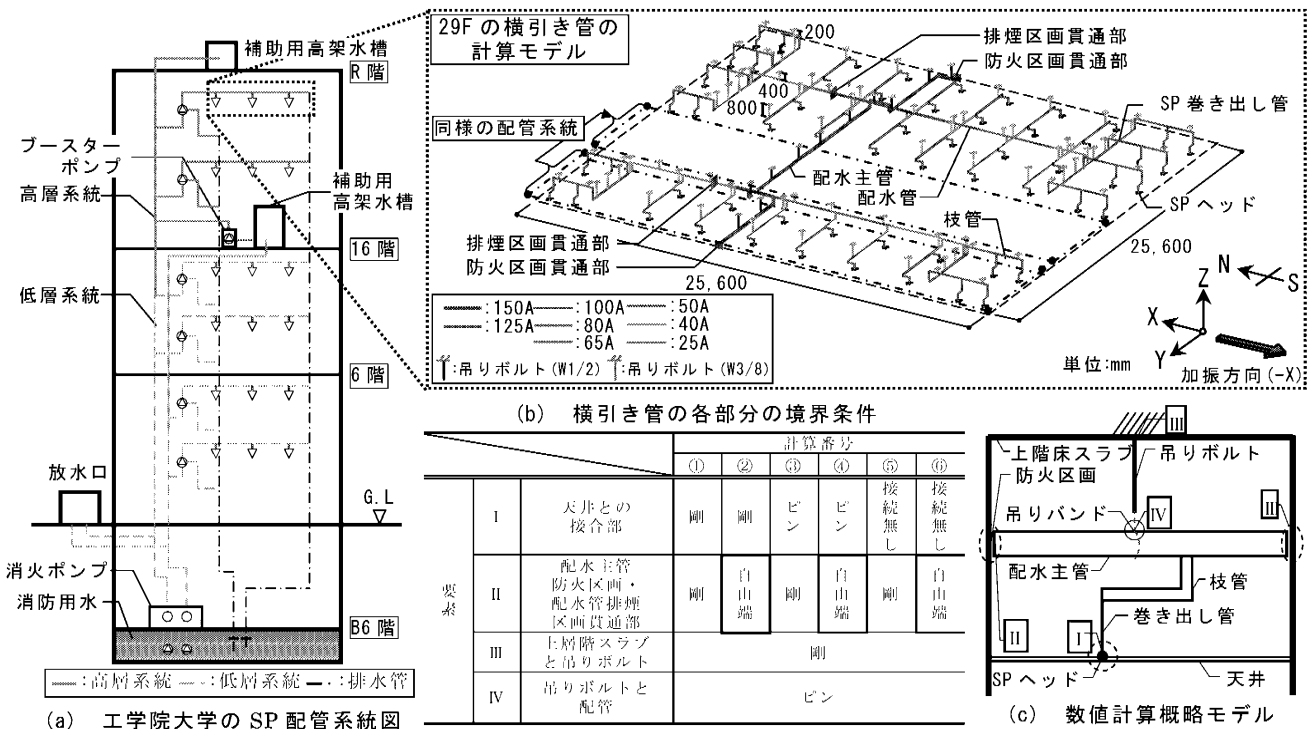 補助用高架水槽
R 階
ブースター
ポンプ
高層系統
補助用
高架水槽
16 階
低層系統
6 階
放水口
G.L
消火ポンプ
消防用水
B6 階
:高層系統
:低層系統
:排水管
(a) 工学院大学の SP 配管系統図
29F の横引き管の
計算モデル
200
400
800
排煙区画貫通部
防火区画貫通部
SP 巻き出し管
同様の配管系統
配水主管
配水管
SP ヘッド
枝管
排煙区画貫通部
防火区画貫通部
25,600
25,600
:150A
:100A
:50A
:125A
:80A
:40A
:65A
:25A
:吊りボルト(W1/2)
:吊りボルト(W3/8)
N
S
Z
X
Y
単位:mm
加振方向(-X)
(b) 横引き管の各部分の境界条件
計算番号
① ② ③ ④ ⑤ ⑥
要素
I
天井との
接合部
剛 剛 ピン ピン 接続無し 接続無し
II
配水主管
防火区画・
配水管排煙
区画貫通部
剛 自由端 剛 自由端 剛 自由端
III
上層階スラブ
と吊りボルト
剛
IV
吊りボルトと
配管
ピン
III
上階床スラブ
吊りボルト
防火区画
吊りバンド
IV
II
配水主管
枝管
巻き出し管
II
I
SP ヘッド
天井
(c) 数値計算概略モデル